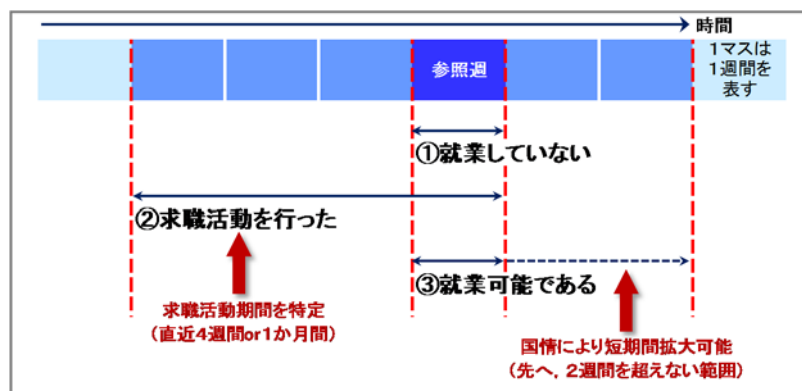 時間
参照週
1マスは
1週間を
表す
①就業していない
②求職活動を行った
③就業可能である
求職活動期間を特定
（直近4週間or1か月間）
国情により短期間拡大可能
（先へ，2週間を超えない範囲）